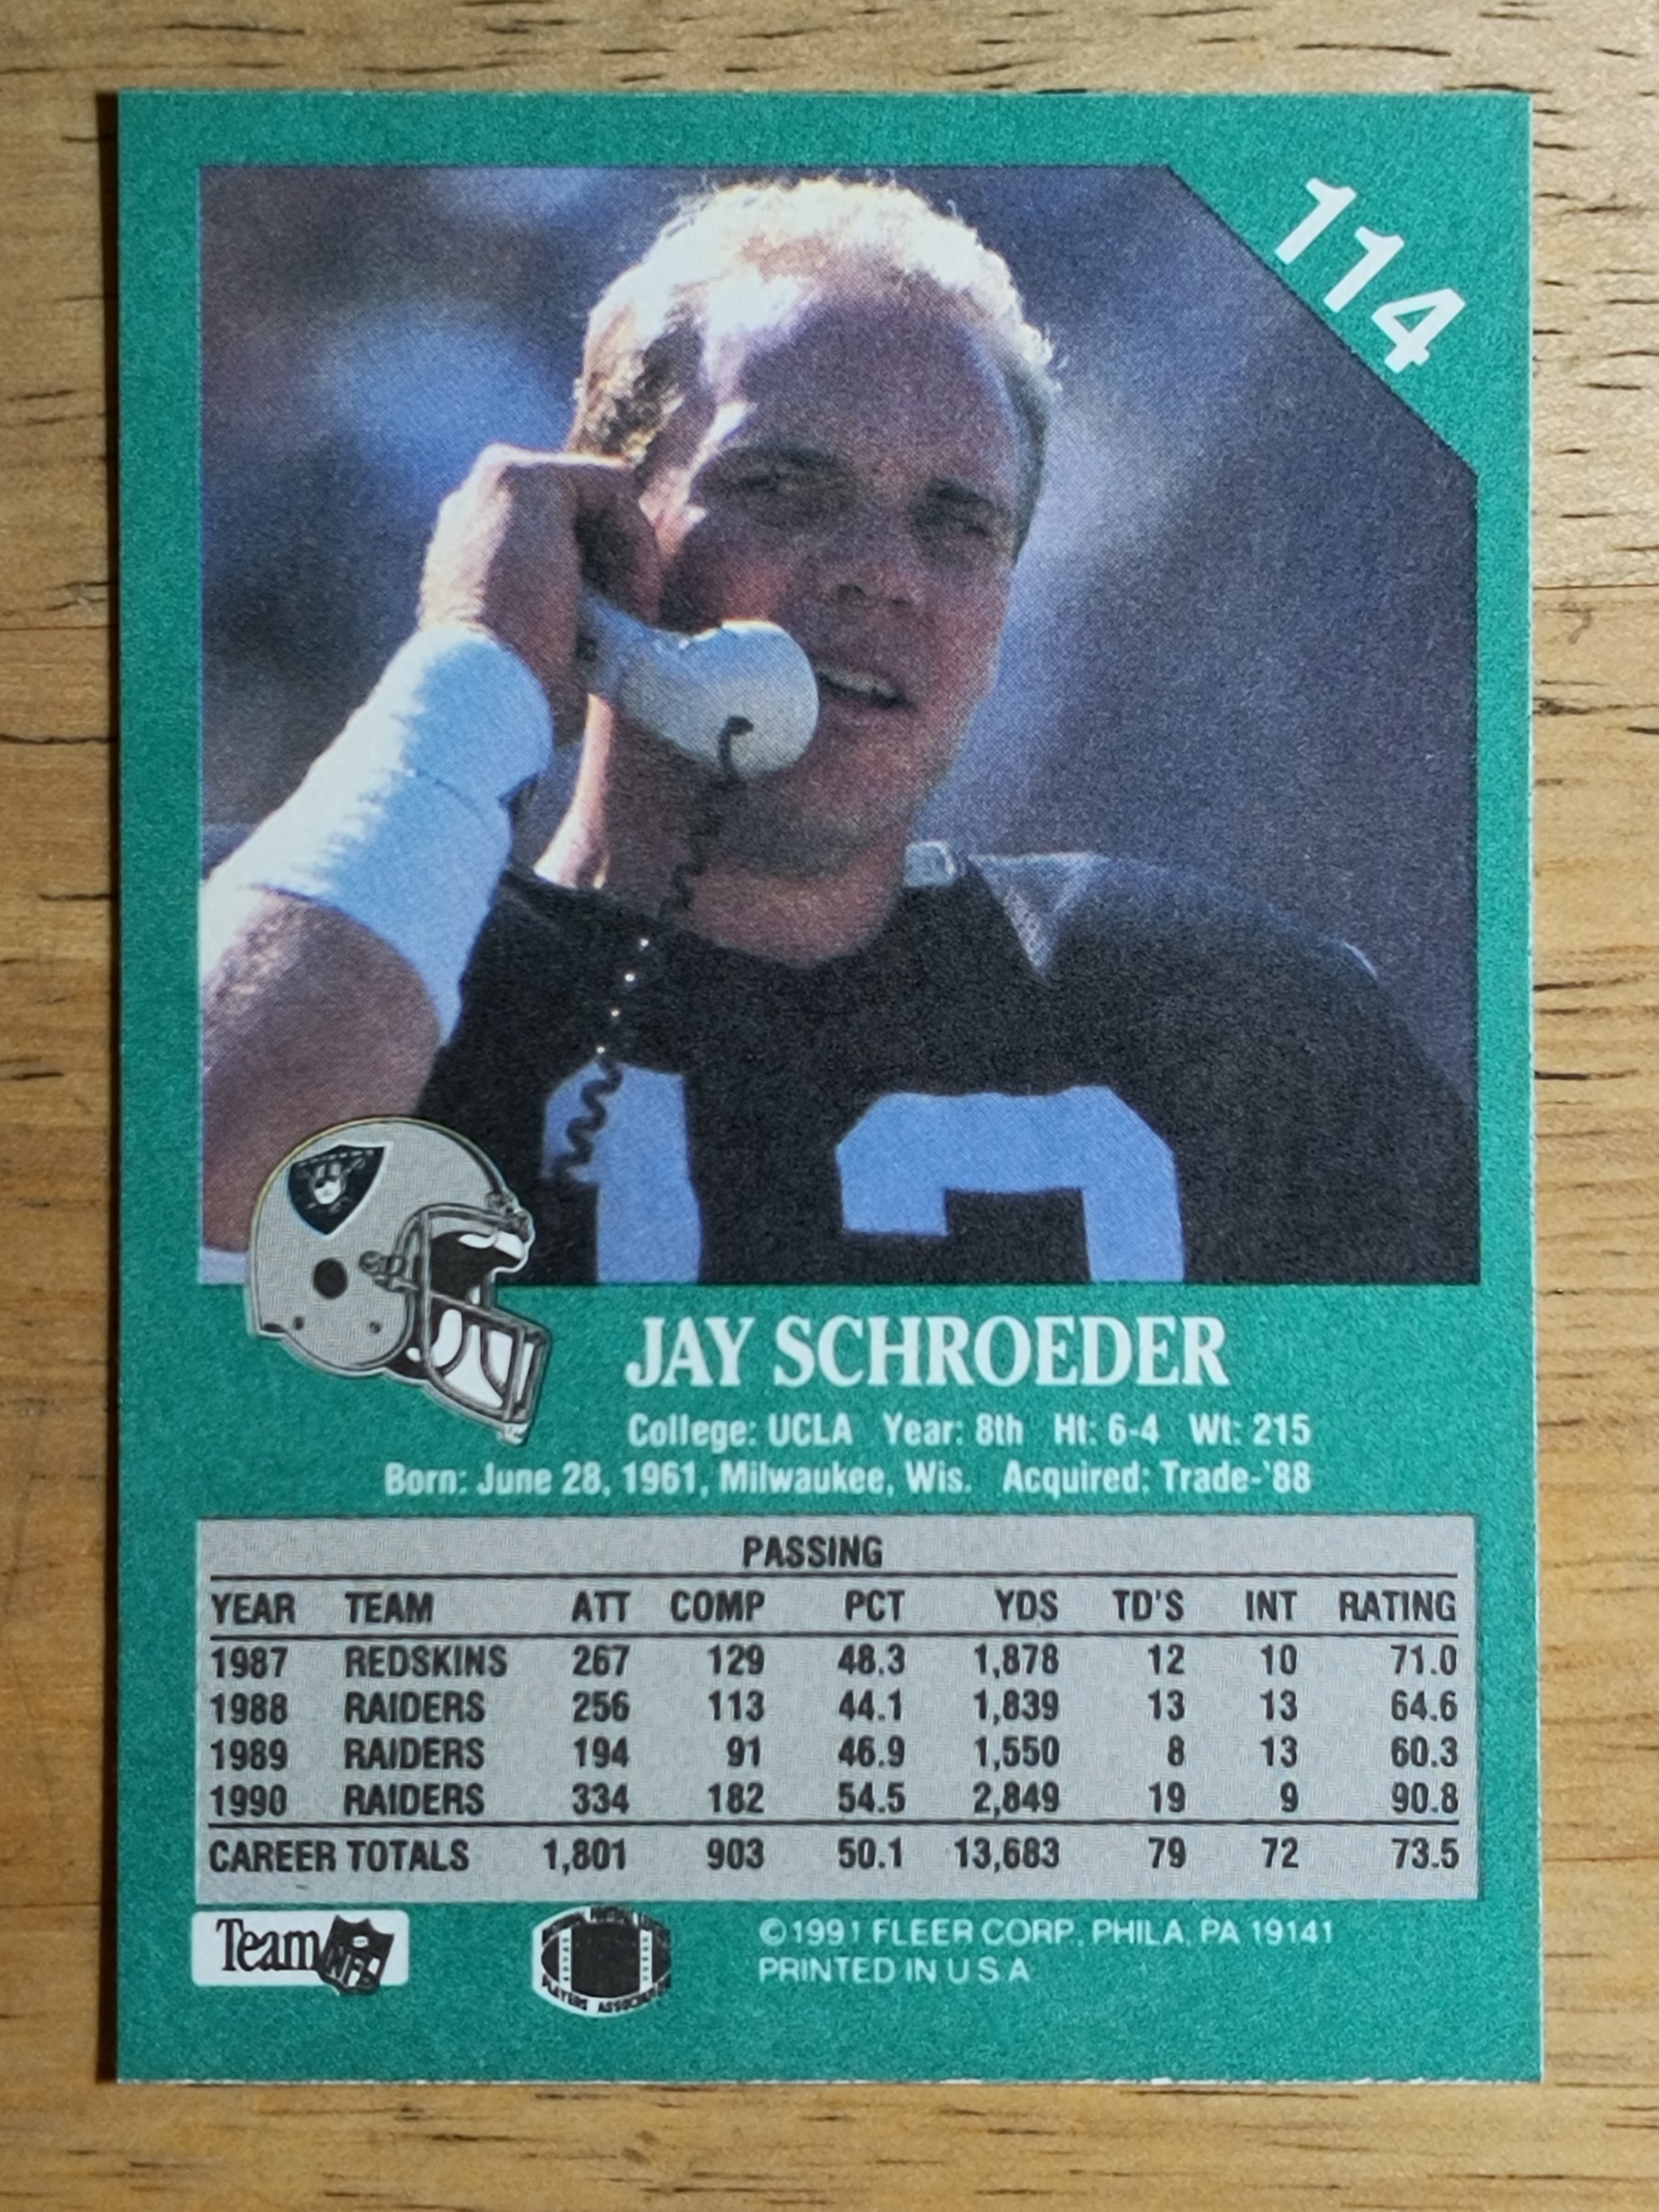 114
13
JAY SCHROEDER
College: UCLA Year: 8th Ht: 6-4 Wt: 215
Born: June 28, 1961, Milwaukee, Wis. Acquired: Trade-'88
PASSING
YEAR TEAM ATT COMP PCT YDS TD'S INT RATING
1987 REDSKINS 267 129 48.3 1,878 12 10 71.0
1988 RAIDERS 256 113 44.1 1,839 13 13 64.6
1989 RAIDERS 194 91 46.9 1,550 8 13 60.3
1990 RAIDERS 334 182 54.5 2,849 19 9 90.8
CAREER TOTALS 1,801 903 50.1 13,683 79 72 73.5
Team NFL
PLAYERS
© 1991 FLEER CORP. PHILA. PA 19141
PRINTED IN U S A